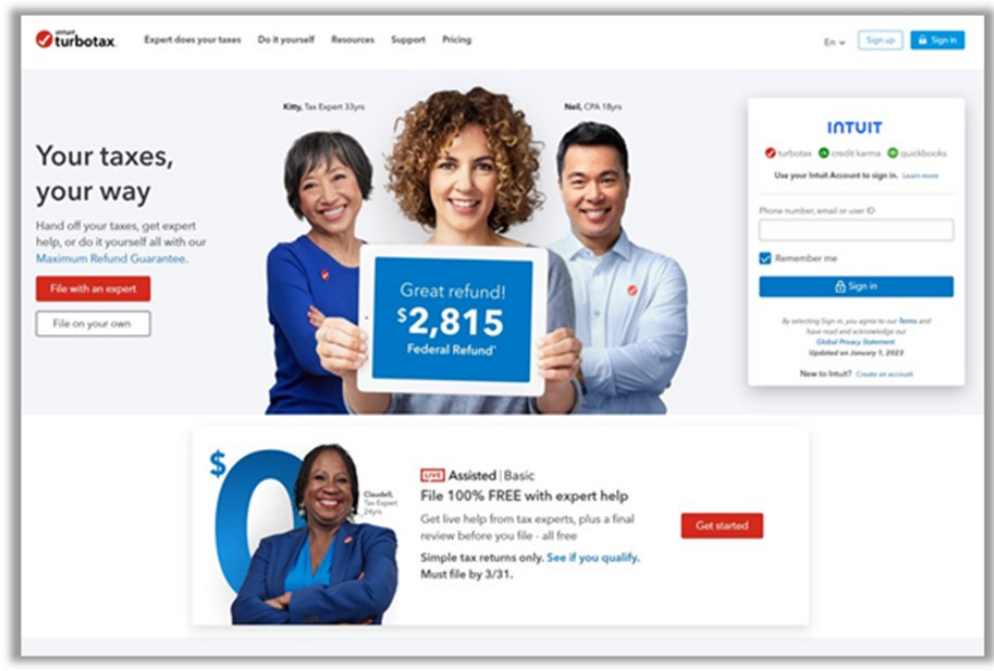 intuit
turbotax
Expert does your taxes
Do it yourself
Resources
Support
Pricing
En
Sign up
Sign in
Your taxes,
your way
Hand off your taxes, get expert
help, or do it yourself all with our
Maximum Refund Guarantee.
File with an expert
File on your own
Kitty, Tax Expert 33yrs
Neil, CPA 18yrs
Great refund!
$2,815
Federal Refund*
INTUIT
turbotax credit karma quickbooks
Use your Intuit Account to sign in. Learn more
Phone number, email or user ID
Remember me
Sign in
By selecting Sign in, you agree to our Terms and
have read and acknowledge our
Global Privacy Statement.
Updated on January 1, 2023
New to Intuit? Create an account
$0
Claudell,
Tax Expert
24yrs
LIVE Assisted | Basic
File 100% FREE with expert help
Get live help from tax experts, plus a final
review before you file - all free
Simple tax returns only. See if you qualify.
Must file by 3/31.
Get started